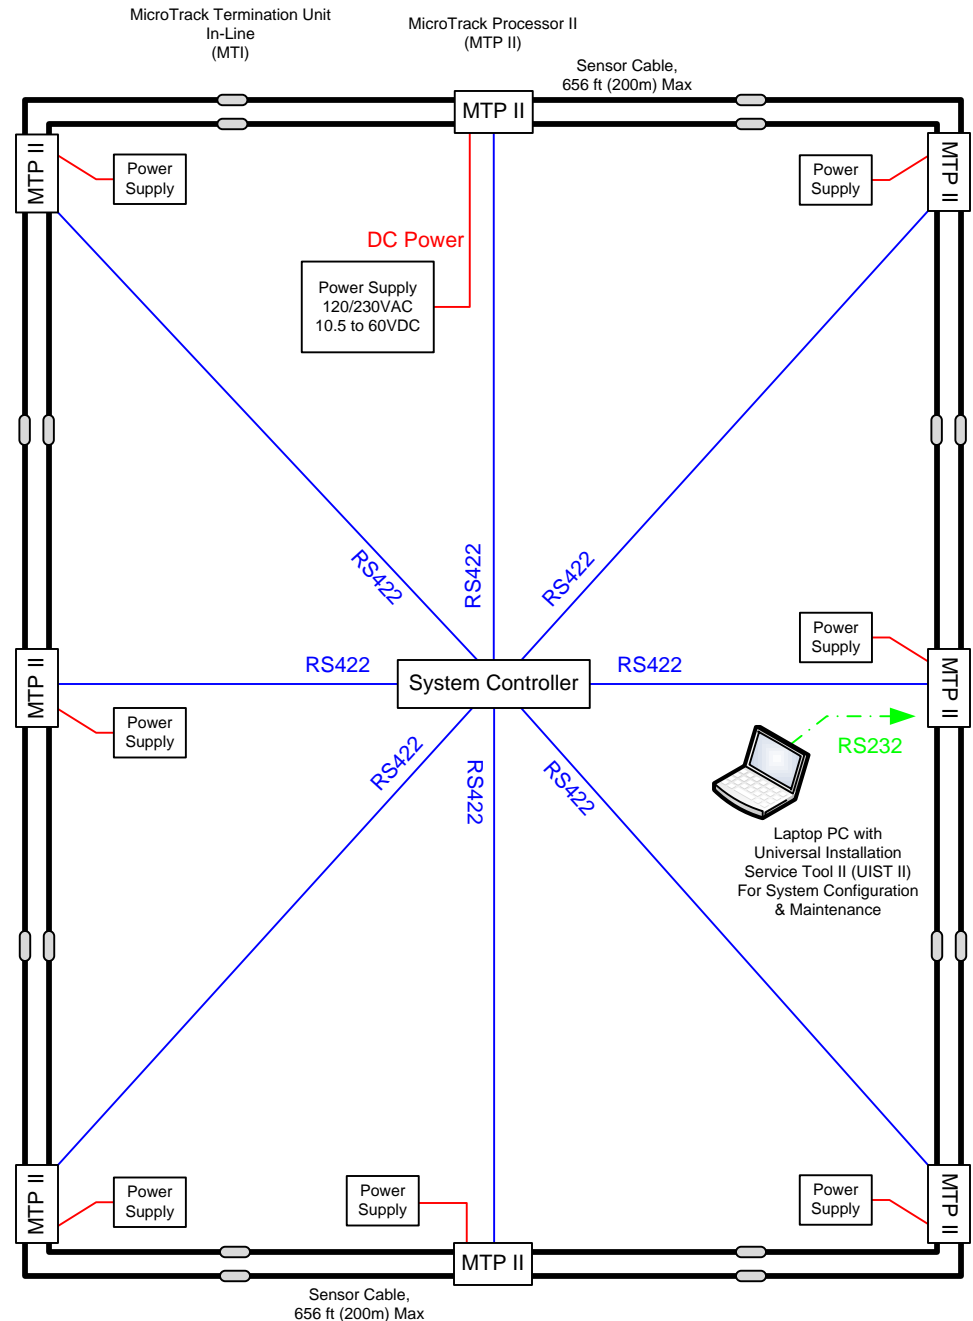 MicroTrack Termination Unit
In-Line
(MTI)
MicroTrack Processor II
(MTP II)
Sensor Cable,
656 ft (200m) Max
MTP II
MTP II
Power
Supply
Power
Supply
MTP II
DC Power
Power Supply
120/230VAC
10.5 to 60VDC
RS422
RS422
RS422
MTP II
RS422
System Controller
RS422
Power
Supply
MTP II
Power
Supply
RS232
RS422
RS422
RS422
Laptop PC with
Universal Installation
Service Tool II (UIST II)
For System Configuration
& Maintenance
MTP II
Power
Supply
Power
Supply
Power
Supply
MTP II
MTP II
Sensor Cable,
656 ft (200m) Max